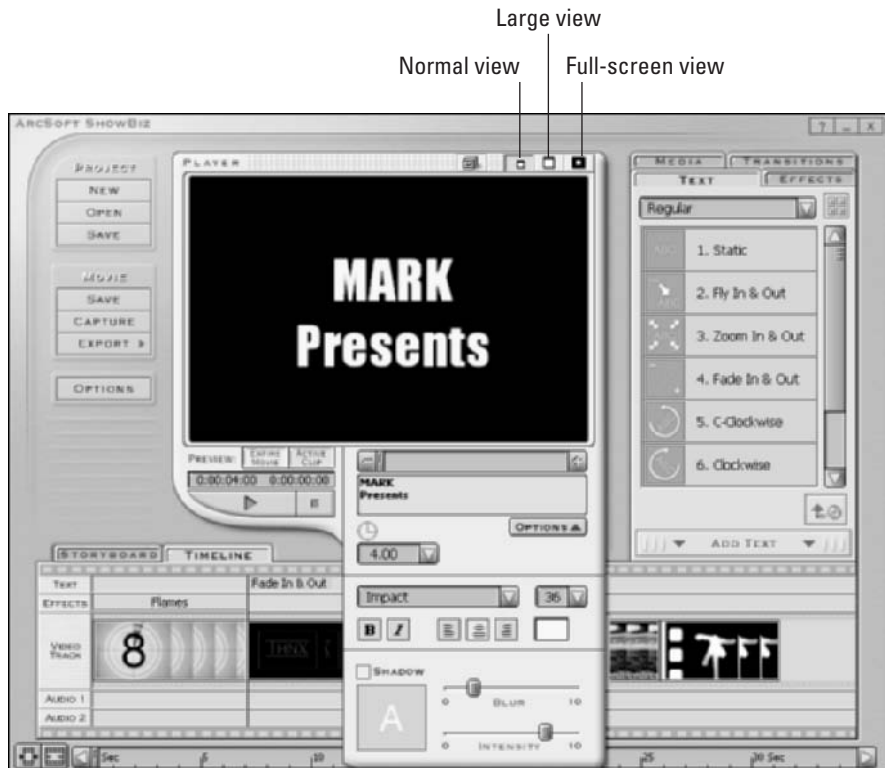 Large view
Normal view
Full-screen view
ARCSOFT SHOWBIZ
? _ X
PROJECT
NEW
OPEN
SAVE
MOVIE
SAVE
CAPTURE
EXPORT
OPTIONS
PLAYER
MARK
Presents
PREVIEW:
ENTIRE MOVIE
ACTIVE CLIP
0:00:04:00 0:00:00:00
MARK
Presents
OPTIONS
4.00
Impact
36
B I
SHADOW
A
0 BLUR 10
0 INTENSITY 10
MEDIA
TRANSITIONS
TEXT
EFFECTS
Regular
ABC
1. Static
2. Fly In & Out
3. Zoom In & Out
4. Fade In & Out
5. C-Clockwise
6. Clockwise
ADD TEXT
STORYBOARD
TIMELINE
TEXT
Fade In & Out
EFFECTS
Flames
VIDEO TRACK
8
THNX
AUDIO 1
AUDIO 2
Sec
5
10
25
30 Sec